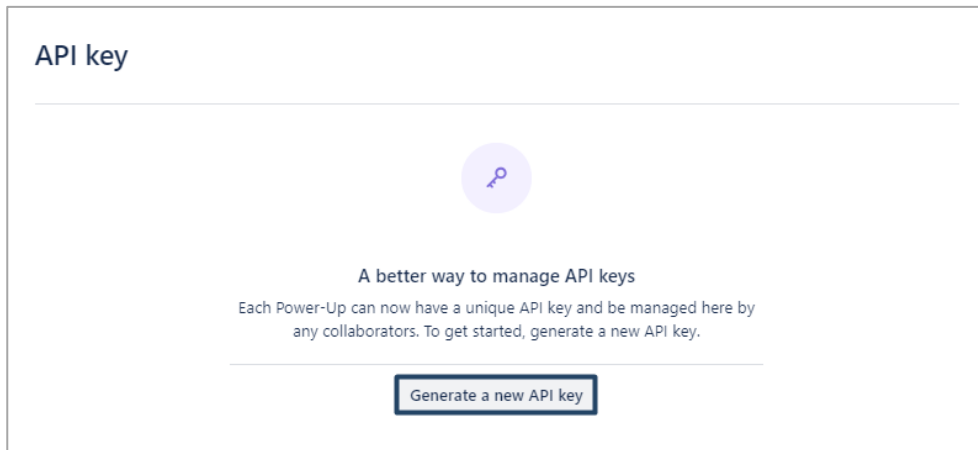 API key
A better way to manage API keys
Each Power-Up can now have a unique API key and be managed here by
any collaborators. To get started, generate a new API key.
Generate a new API key